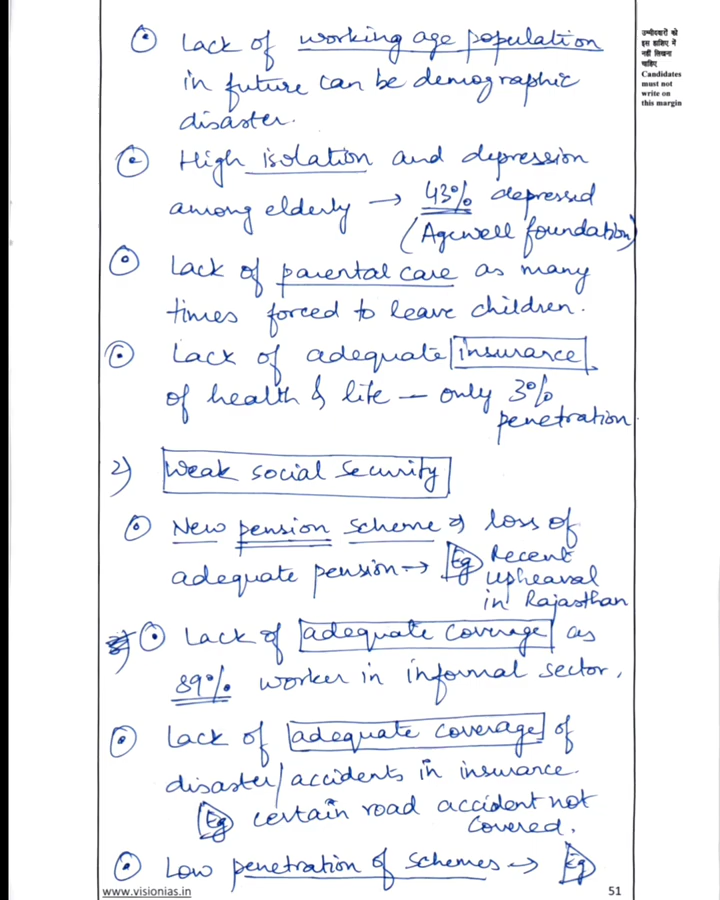 ⊙ Lack of working age population
in future can be demographic
disaster.
उम्मीदवारों को
इस हाशिए में
नहीं लिखना
चाहिए
Candidates
must not
write on
this margin
⊙ High isolation and depression
among elderly → 43% depressed
(Agewell foundation)
⊙ Lack of parental care as many
times forced to leave children.
⊙ Lack of adequate insurance
of health & life - only 3%
penetration.
2) Weak social security
⊙ New pension scheme → loss of
adequate pension → Eg Recent
upheaval
in Rajasthan
⊙ Lack of adequate coverage as
89% worker in informal sector.
⊙ Lack of adequate coverage of
disaster/accidents in insurance.
Eg certain road accident not
covered.
⊙ Low penetration of schemes → Eg
www.visionias.in
51